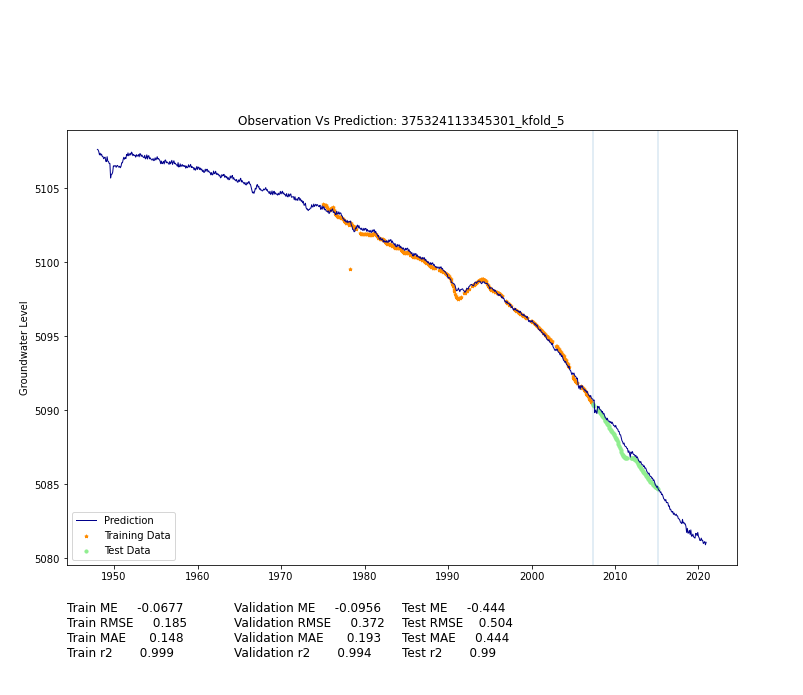 Observation Vs Prediction: 375324113345301_kfold_5
Groundwater Level
5105
5100
5095
5090
5085
5080
Prediction
Training Data
Test Data
1950 1960 1970 1980 1990 2000 2010 2020
Train ME -0.0677 Validation ME -0.0956 Test ME -0.444
Train RMSE 0.185 Validation RMSE 0.372 Test RMSE 0.504
Train MAE 0.148 Validation MAE 0.193 Test MAE 0.444
Train r2 0.999 Validation r2 0.994 Test r2 0.99